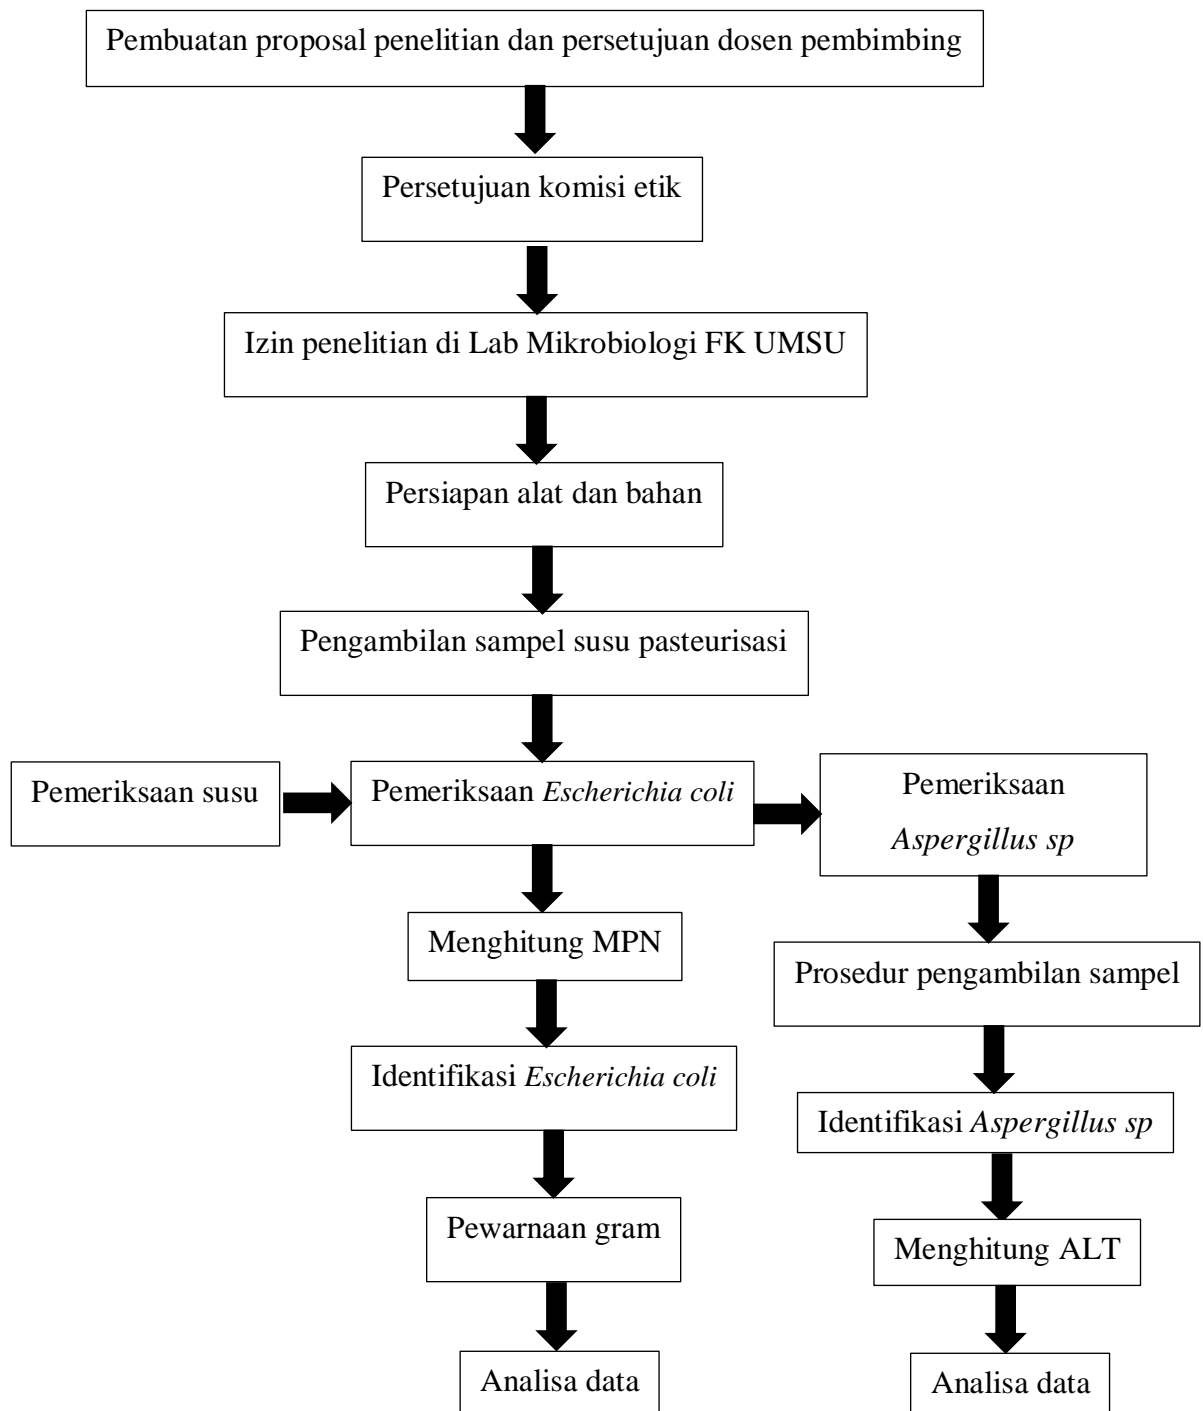 Pembuatan proposal penelitian dan persetujuan dosen pembimbing
Persetujuan komisi etik
Izin penelitian di Lab Mikrobiologi FK UMSU
Persiapan alat dan bahan
Pengambilan sampel susu pasteurisasi
Pemeriksaan susu
Pemeriksaan Escherichia coli
Pemeriksaan
Aspergillus sp
Menghitung MPN
Prosedur pengambilan sampel
Identifikasi Escherichia coli
Identifikasi Aspergillus sp
Pewarnaan gram
Menghitung ALT
Analisa data
Analisa data